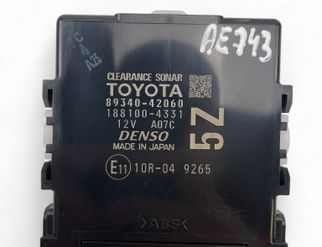 C
A23
AE743
CLEARANCE SONAR
TOYOTA
89340-42060
188100-4331
12V A07C
DENSO
MADE IN JAPAN
5Z
E11 10R-04 9265
>ABS<